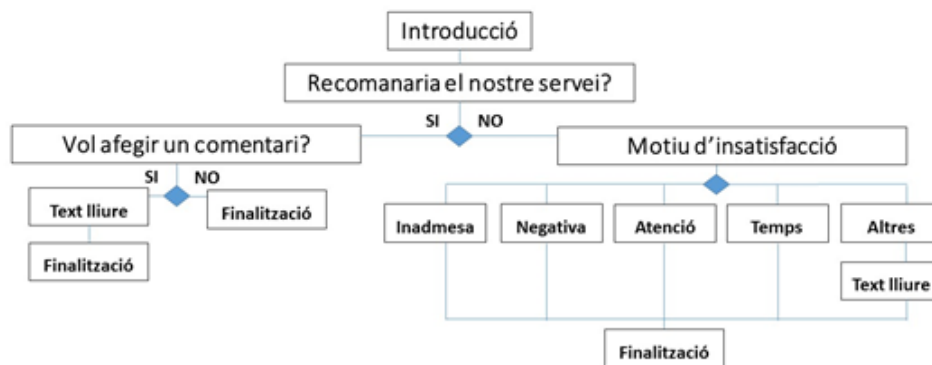 Introducció
Recomanaria el nostre servei?
SI NO
Vol afegir un comentari?
Motiu d'insatisfacció
SI NO
Text lliure
Finalització
Finalització
Inadmesa
Negativa
Atenció
Temps
Altres
Text lliure
Finalització